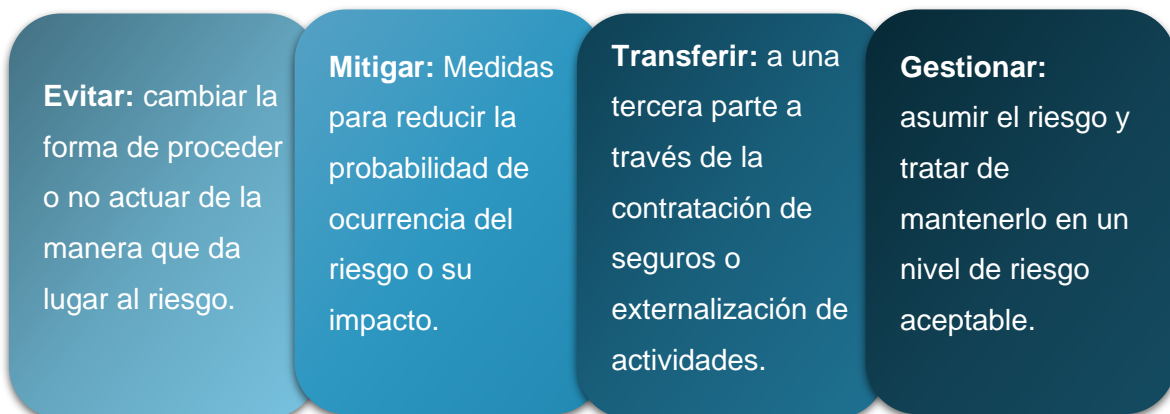 Evitar: cambiar la
forma de proceder
o no actuar de la
manera que da
lugar al riesgo.
Mitigar: Medidas
para reducir la
probabilidad de
ocurrencia del
riesgo o su
impacto.
Transferir: a una
tercera parte a
través de la
contratación de
seguros o
externalización de
actividades.
Gestionar:
asumir el riesgo y
tratar de
mantenerlo en un
nivel de riesgo
aceptable.